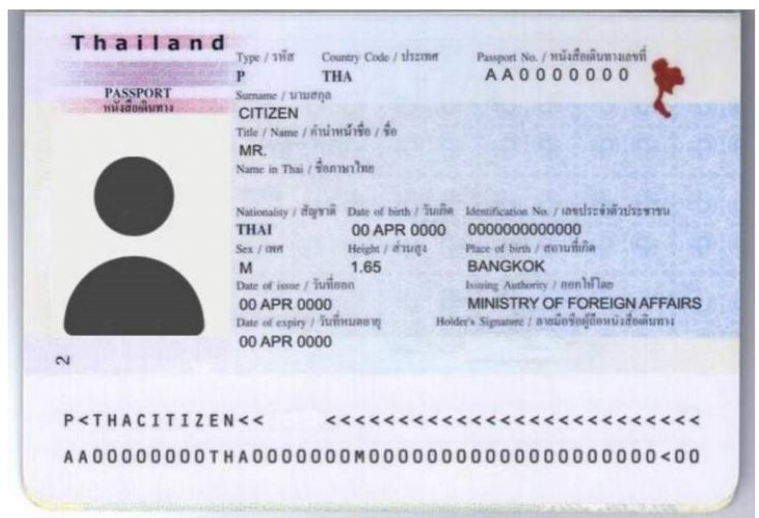 Thailand
PASSPORT
หนังสือเดินทาง
Type / รหัส Country Code / ประเทศ Passport No. / หนังสือเดินทางเลขที่
P THA AA0000000
Surname / นามสกุล
CITIZEN
Title / Name / คำนำหน้าชื่อ / ชื่อ
MR.
Name in Thai / ชื่อภาษาไทย
Nationality / สัญชาติ Date of birth / วันเกิด Identification No. / เลขประจำตัวประชาชน
THAI 00 APR 0000 0000000000000
Sex / เพศ Height / ส่วนสูง Place of birth / สถานที่เกิด
M 1.65 BANGKOK
Date of issue / วันที่ออก Issuing Authority / ออกให้โดย
00 APR 0000 MINISTRY OF FOREIGN AFFAIRS
Date of expiry / วันที่หมดอายุ Holder's Signature / ลายมือชื่อผู้ถือหนังสือเดินทาง
00 APR 0000
2
P<THACITIZEN<< <<<<<<<<<<<<<<<<<<<<<<<<<<
AA00000000THA0000000M00000000000000000000<00